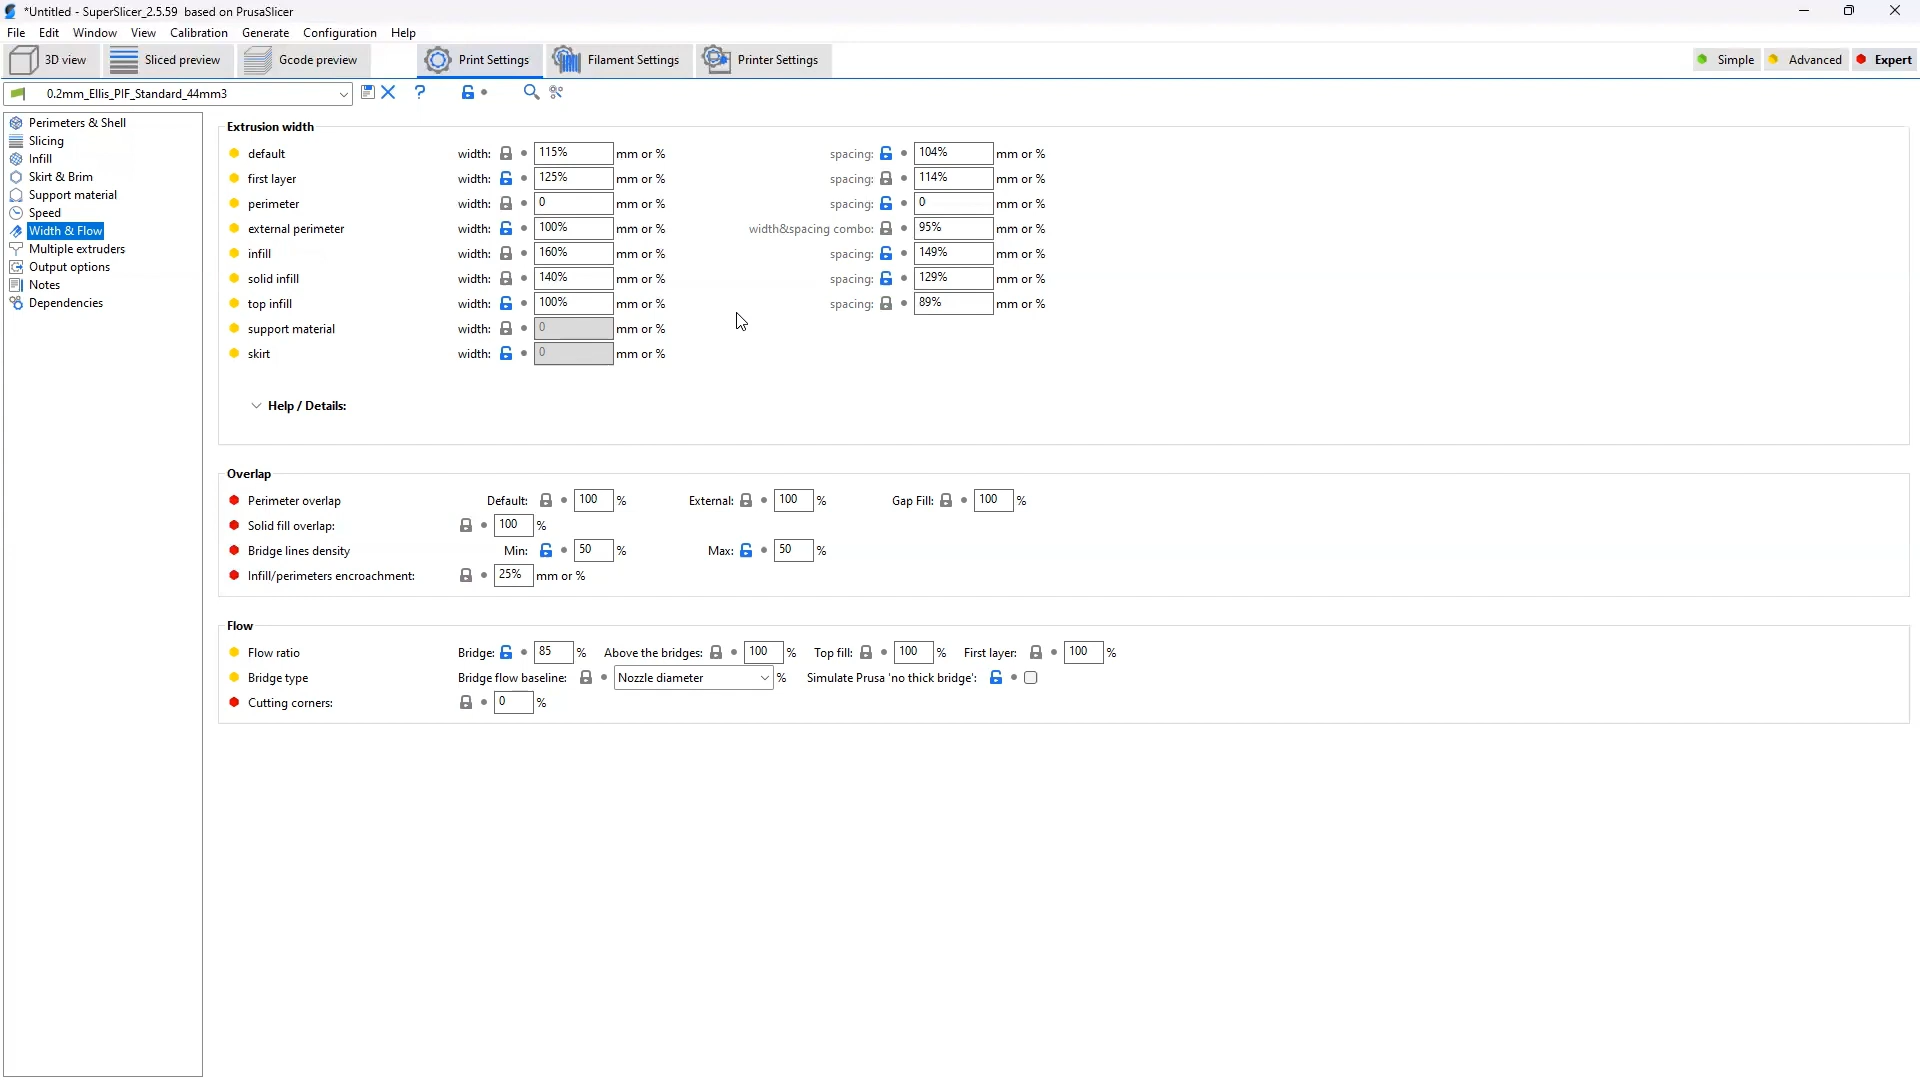 *Untitled - SuperSlicer_2.5.59 based on PrusaSlicer
File Edit Window View Calibration Generate Configuration Help
3D view Sliced preview Gcode preview Print Settings Filament Settings Printer Settings Simple Advanced Expert
0.2mm_Ellis_PIF_Standard_44mm3 ?
Perimeters & Shell
Slicing
Infill
Skirt & Brim
Support material
Speed
Width & Flow
Multiple extruders
Output options
Notes
Dependencies
Extrusion width
default width: 115% mm or % spacing: 104% mm or %
first layer width: 125% mm or % spacing: 114% mm or %
perimeter width: 0 mm or % spacing: 0 mm or %
external perimeter width: 100% mm or % width&spacing combo: 95% mm or %
infill width: 160% mm or % spacing: 149% mm or %
solid infill width: 140% mm or % spacing: 129% mm or %
top infill width: 100% mm or % spacing: 89% mm or %
support material width: 0 mm or %
skirt width: 0 mm or %
Help / Details:
Overlap
Perimeter overlap Default: 100 % External: 100 % Gap Fill: 100 %
Solid fill overlap: 100 %
Bridge lines density Min: 50 % Max: 50 %
Infill/perimeters encroachment: 25% mm or %
Flow
Flow ratio Bridge: 85 % Above the bridges: 100 % Top fill: 100 % First layer: 100 %
Bridge type Bridge flow baseline: Nozzle diameter % Simulate Prusa 'no thick bridge':
Cutting corners: 0 %